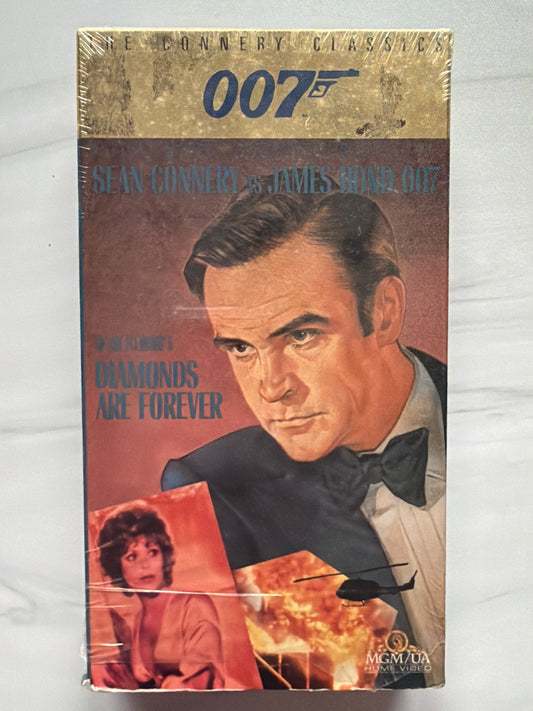 THE CONNERY CLASSICS
007
SEAN CONNERY AS JAMES BOND 007
DIAMONDS
ARE FOREVER
MGM/UA
HOME VIDEO